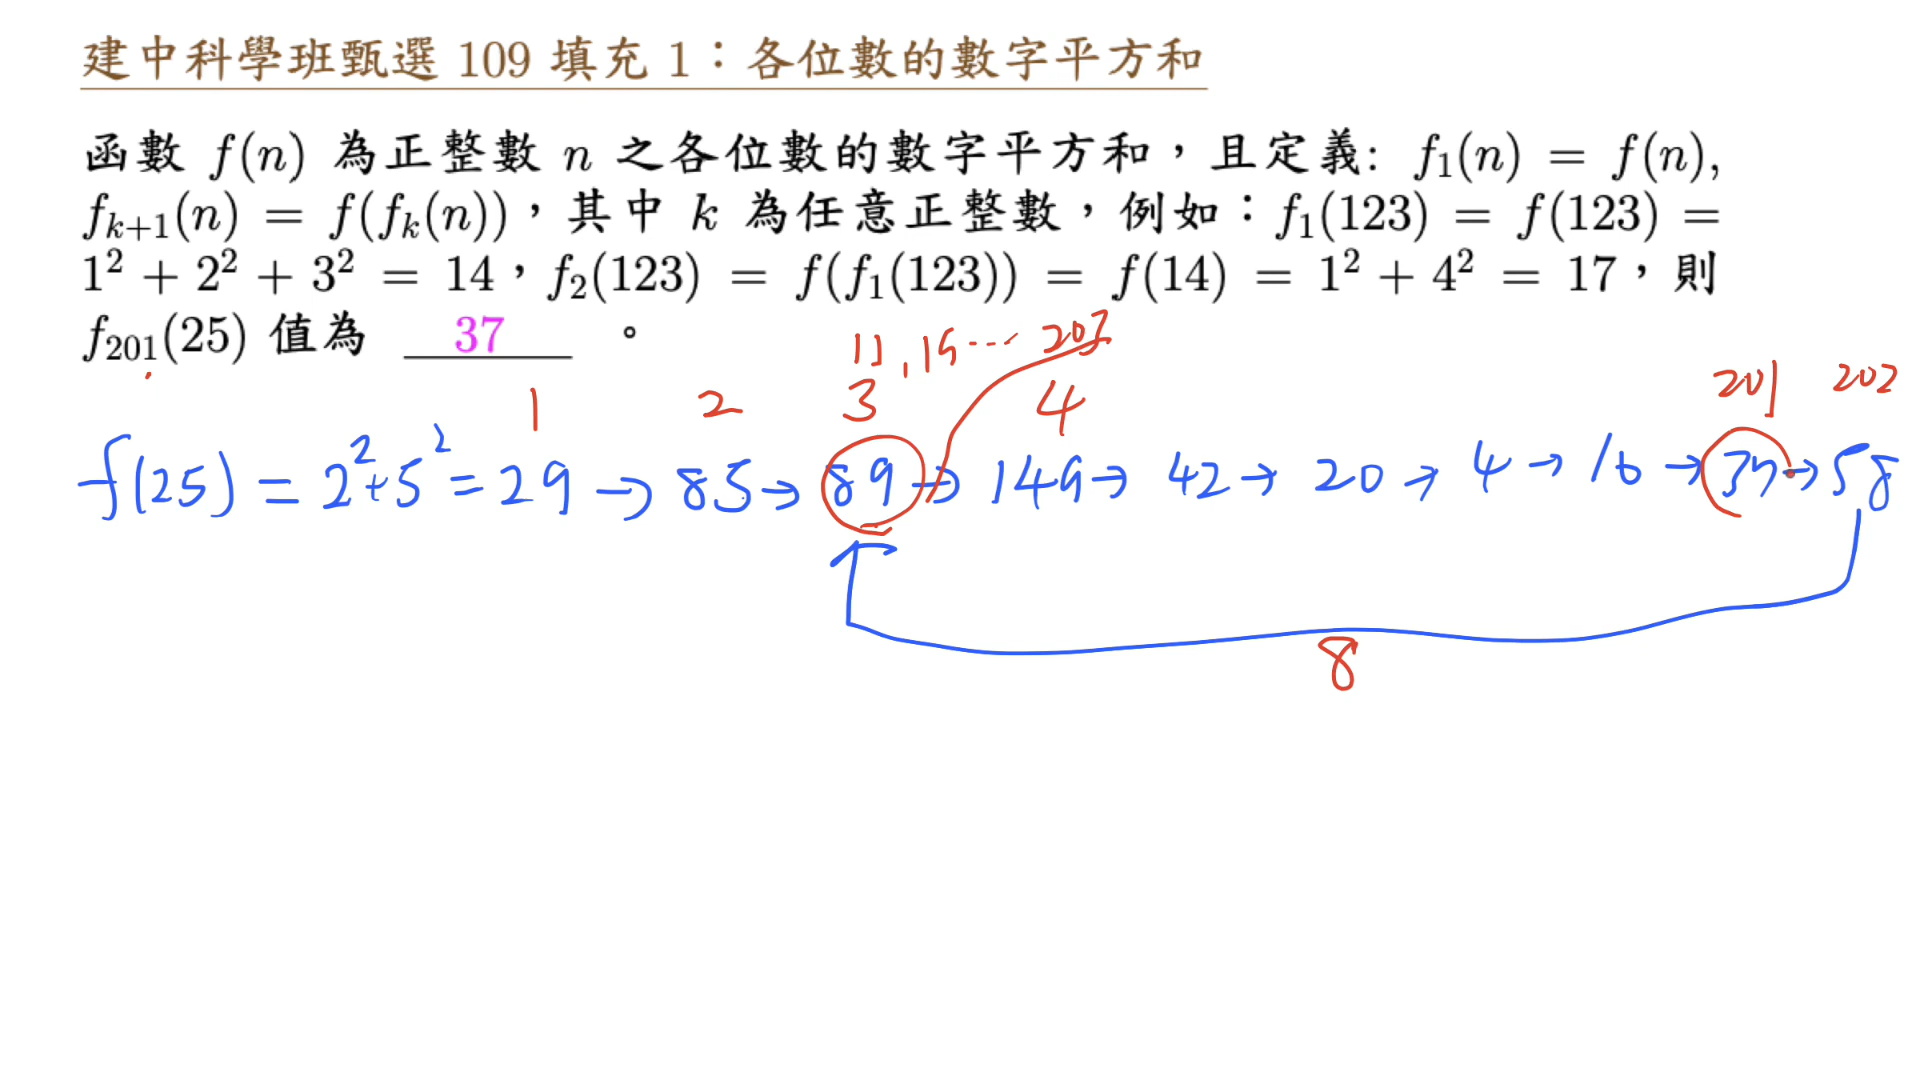 建中科學班甄選 109 填充 1：各位數的數字平方和
函數 f(n) 為正整數 n 之各位數的數字平方和，且定義: f₁(n) = f(n),
fₖ₊₁(n) = f(fₖ(n))，其中 k 為任意正整數，例如：f₁(123) = f(123) =
1² + 2² + 3² = 14，f₂(123) = f(f₁(123)) = f(14) = 1² + 4² = 17，則
f₂₀₁(25) 值為 37 。
11, 19 ⋯ 203
1 2 3 4 201 202
f(25) = 2²+5² = 29 → 85 → 89 → 149 → 42 → 20 → 4 → 16 → 37 → 58
8